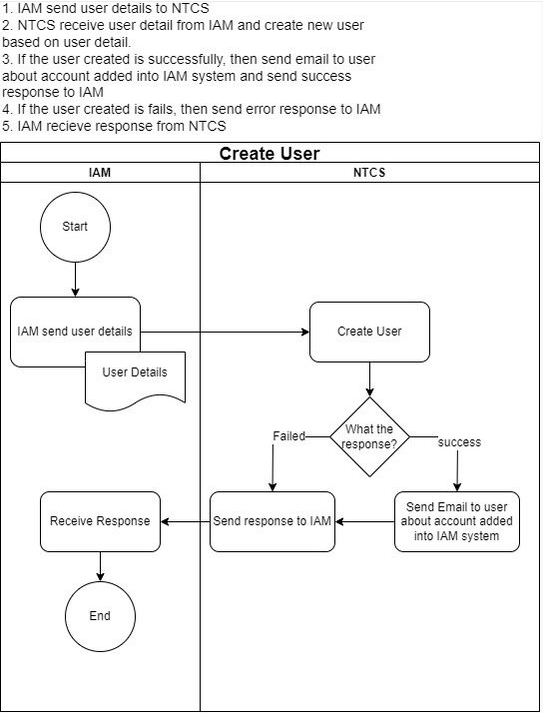 1. IAM send user details to NTCS
2. NTCS receive user detail from IAM and create new user
based on user detail.
3. If the user created is successfully, then send email to user
about account added into IAM system and send success
response to IAM
4. If the user created is fails, then send error response to IAM
5. IAM recieve response from NTCS
Create User
IAM
NTCS
Start
IAM send user details
User Details
Create User
What the
response?
Failed
success
Receive Response
Send response to IAM
Send Email to user
about account added
into IAM system
End